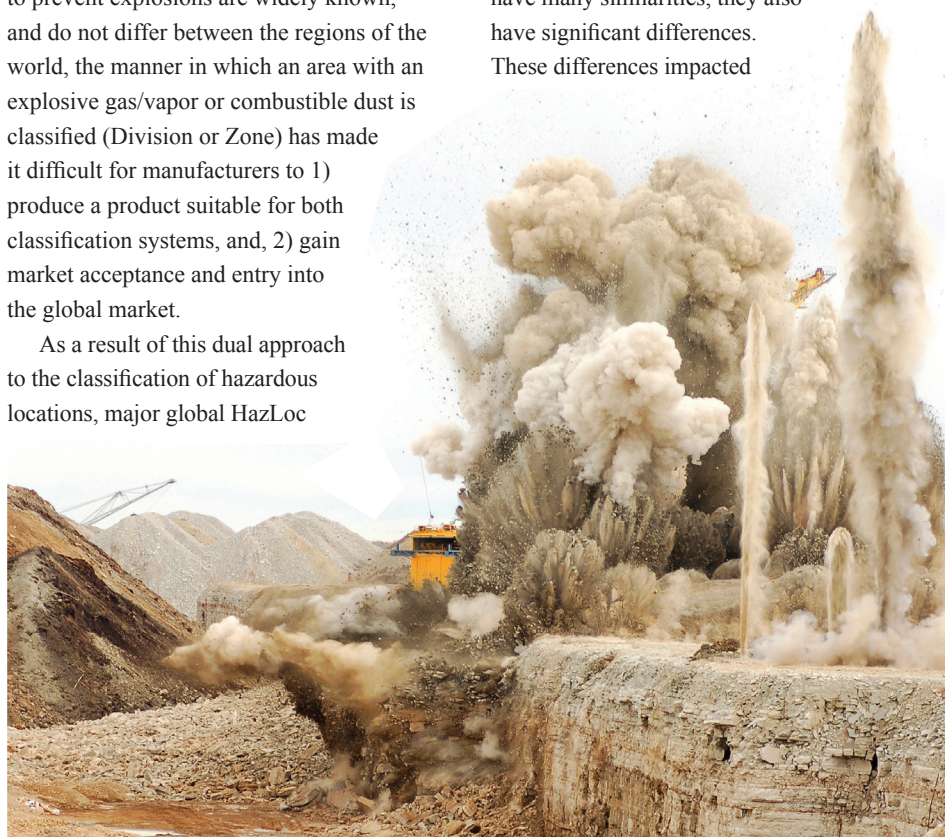 to prevent explosions are widely known,
and do not differ between the regions of the
world, the manner in which an area with an
explosive gas/vapor or combustible dust is
classified (Division or Zone) has made
it difficult for manufacturers to 1)
produce a product suitable for both
classification systems, and, 2) gain
market acceptance and entry into
the global market.
As a result of this dual approach
to the classification of hazardous
locations, major global HazLoc
have many similarities, they also
have significant differences.
These differences impacted